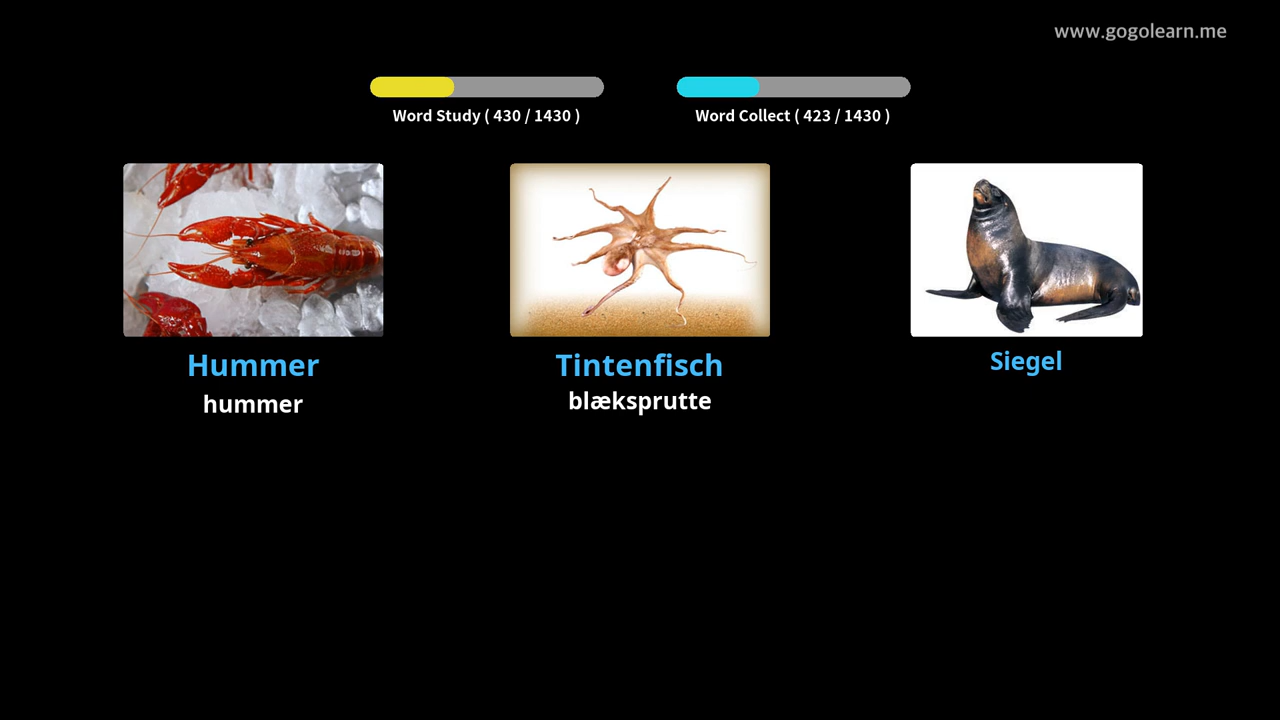 www.gogolearn.me
Word Study ( 430 / 1430 )
Word Collect ( 423 / 1430 )
Hummer
hummer
Tintenfisch
blæksprutte
Siegel